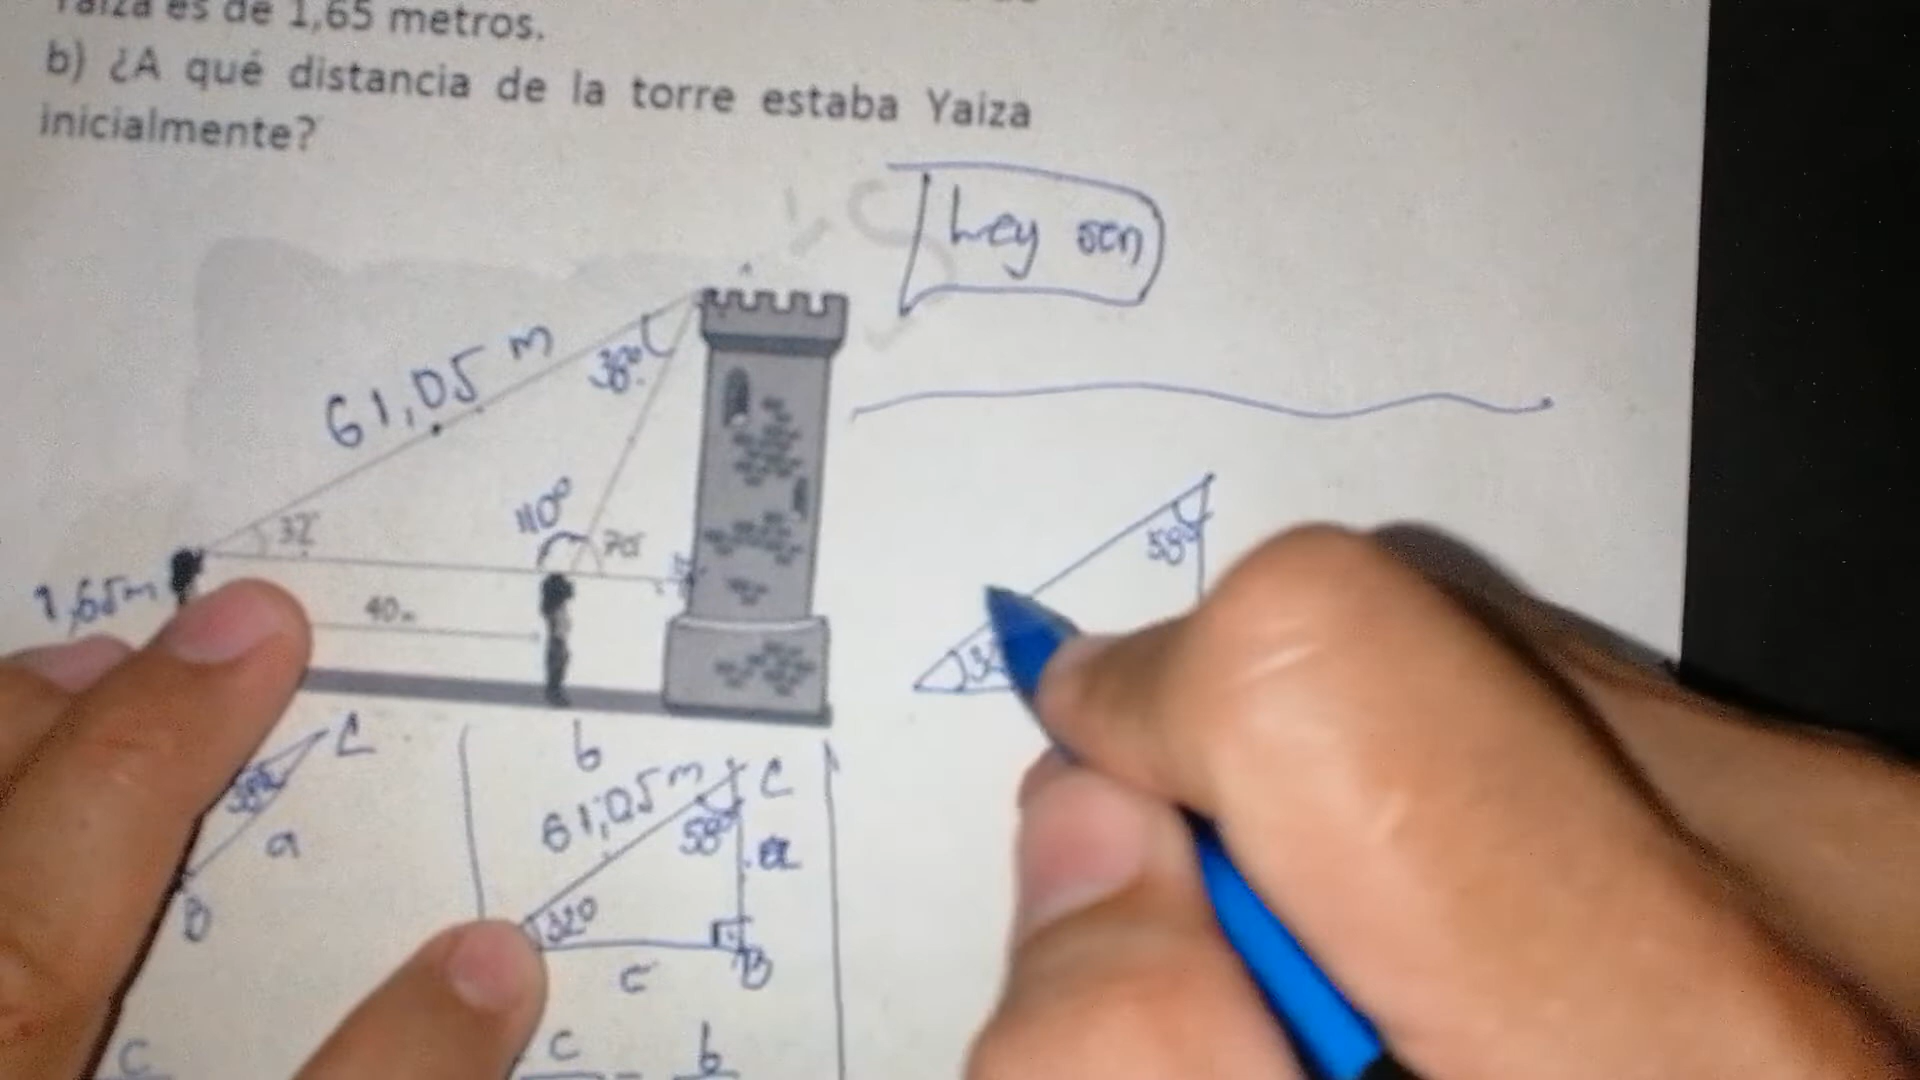 Yaiza es de 1,65 metros.
b) ¿A qué distancia de la torre estaba Yaiza
inicialmente?
Ley sen
61,05 m
38°
110°
32°
70°
1,65m
40m
58°
C
38°
a
B
b
61,05m
C
58°
a
32°
c
B
c
c = b